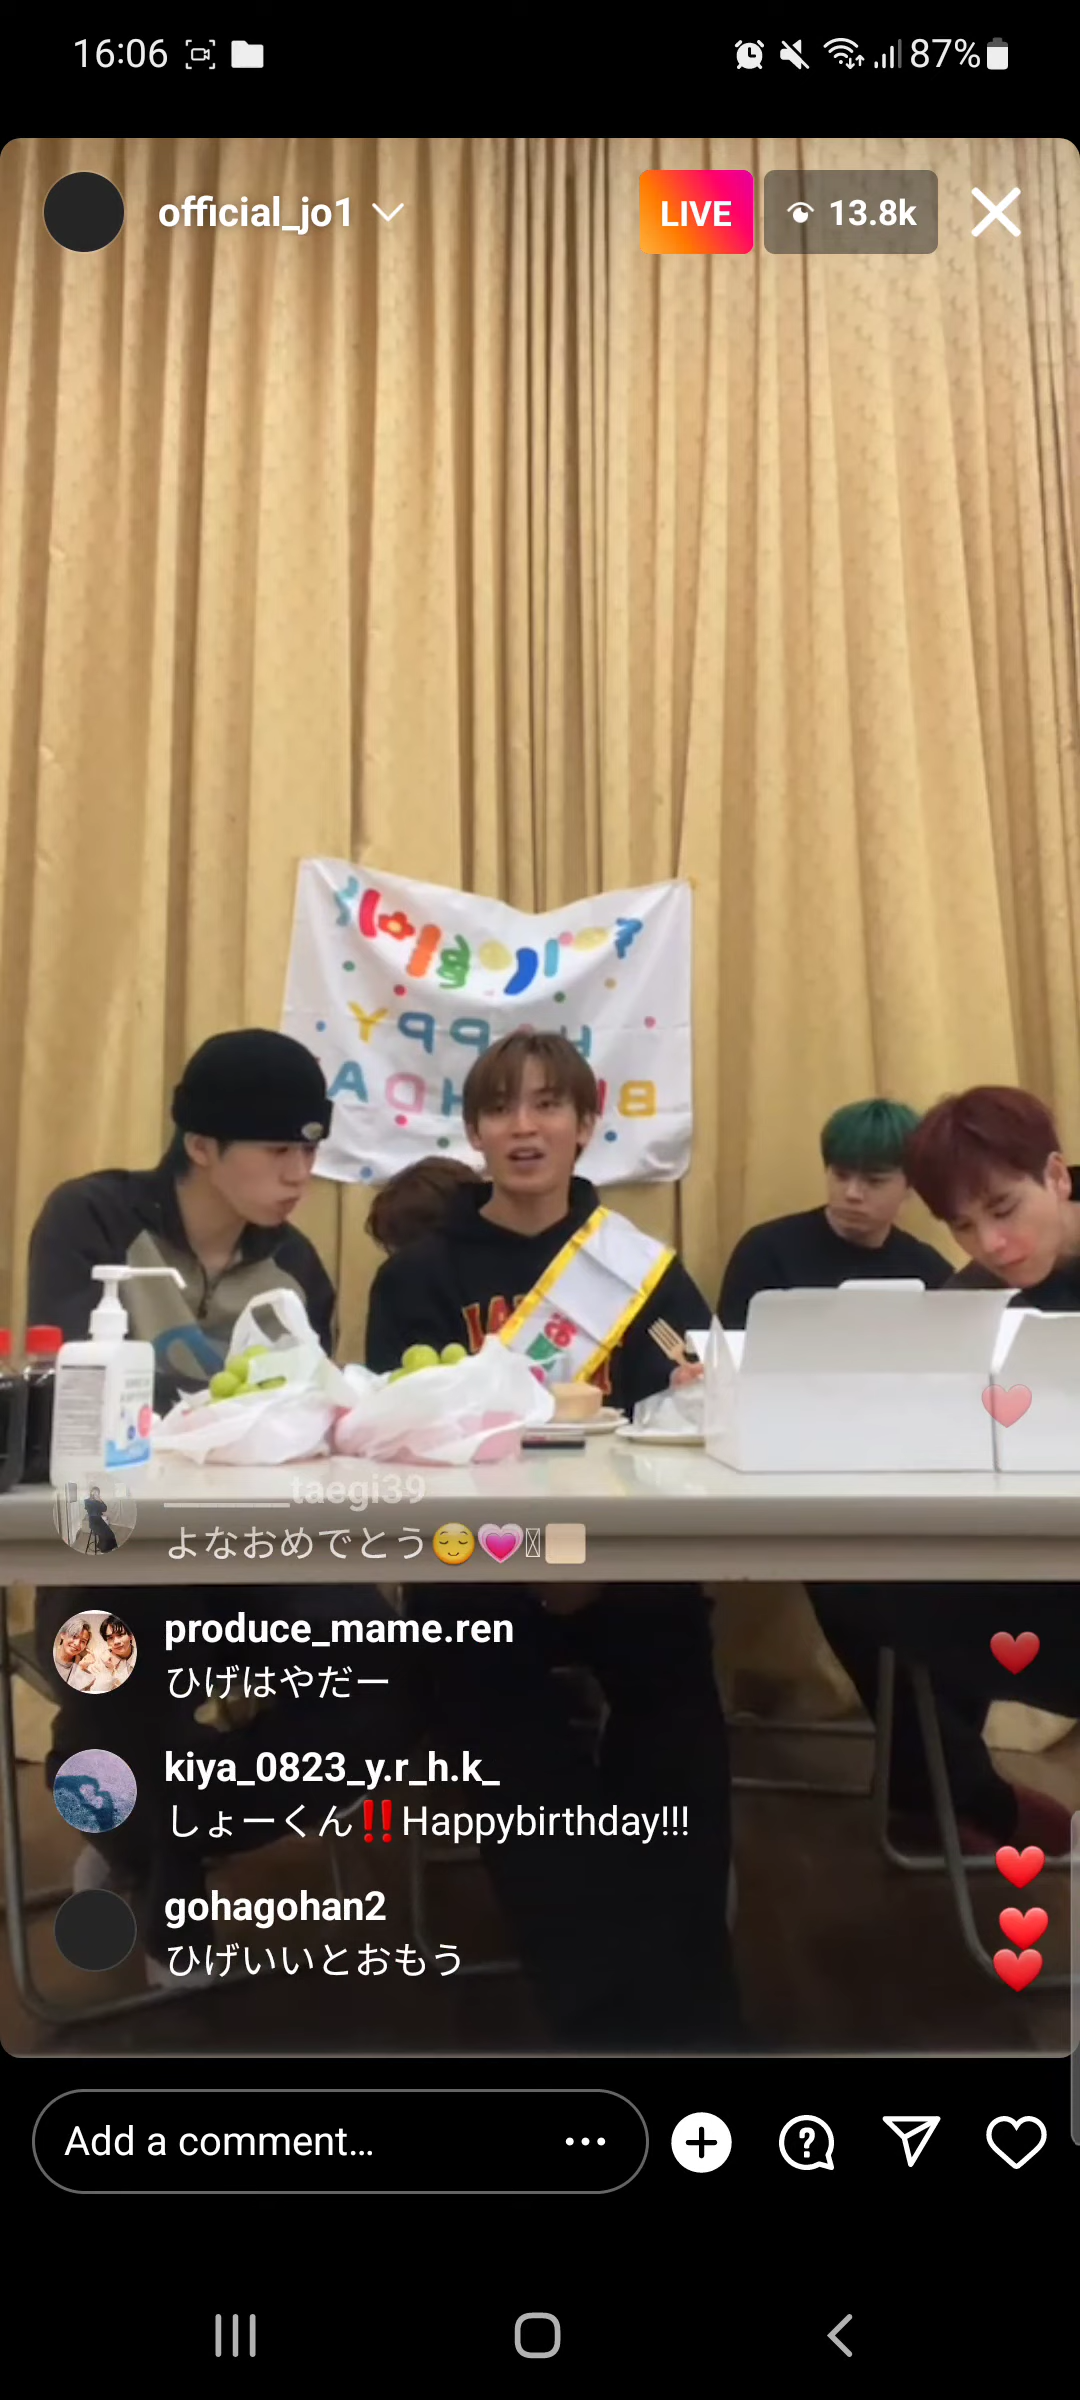 16:06
87%
official_jo1
LIVE
13.8k
HAPPY
_______taegi39
よなおめでとう😌💗
produce_mame.ren
ひげはやだー
kiya_0823_y.r_h.k_
しょーくん‼️Happybirthday!!!
gohagohan2
ひげいいとおもう
Add a comment...